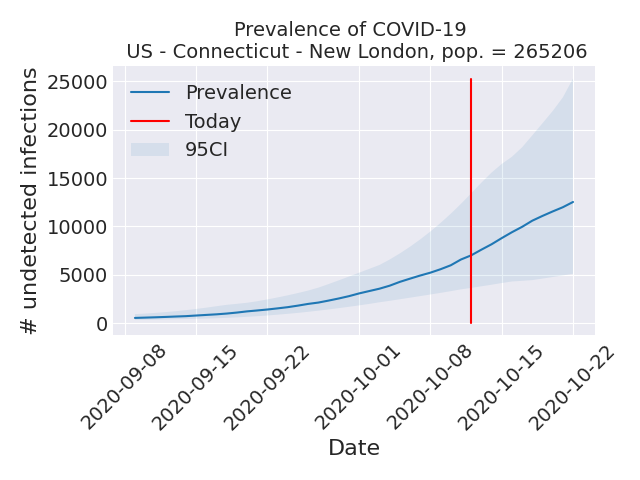 Prevalence of COVID-19
US - Connecticut - New London, pop. = 265206
# undetected infections
25000
20000
15000
10000
5000
0
Prevalence
Today
95CI
2020-09-08
2020-09-15
2020-09-22
2020-10-01
2020-10-08
2020-10-15
2020-10-22
Date